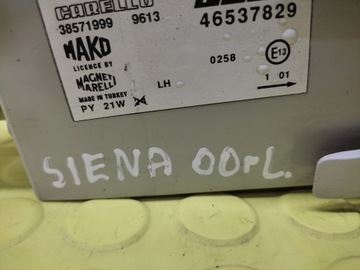 CARELLO
38571999 9613 46537829
MAKO
LICENCE BY
MAGNETI
MARELLI
MADE IN TURKEY
PY 21W
LH
0258
E13
1 01
SIENA 00rL.